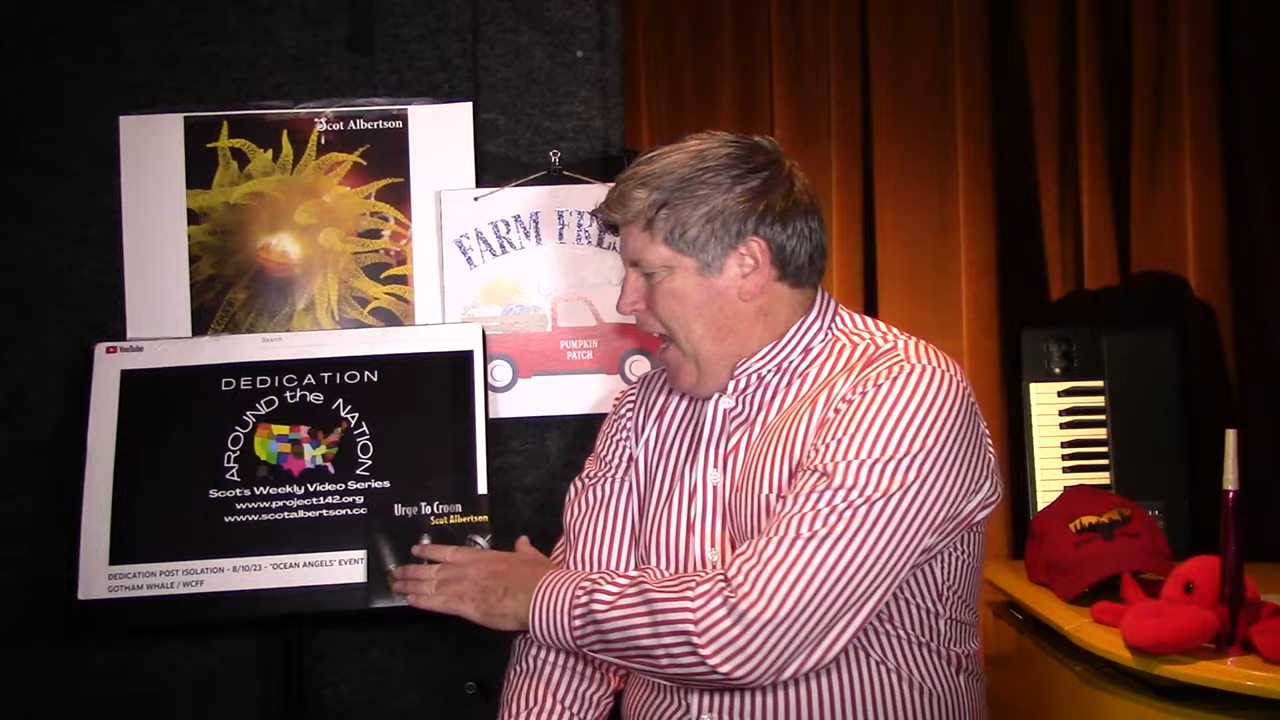 Scot Albertson
FARM FRE
PUMPKIN
PATCH
YouTube
Search
DEDICATION
AROUND the NATION
Scot's Weekly Video Series
www.project142.org
www.scotalbertson.co
Urge To Croon
Scot Albertson
DEDICATION POST ISOLATION - 8/10/23 - "OCEAN ANGELS" EVENT
GOTHAM WHALE / WCFF